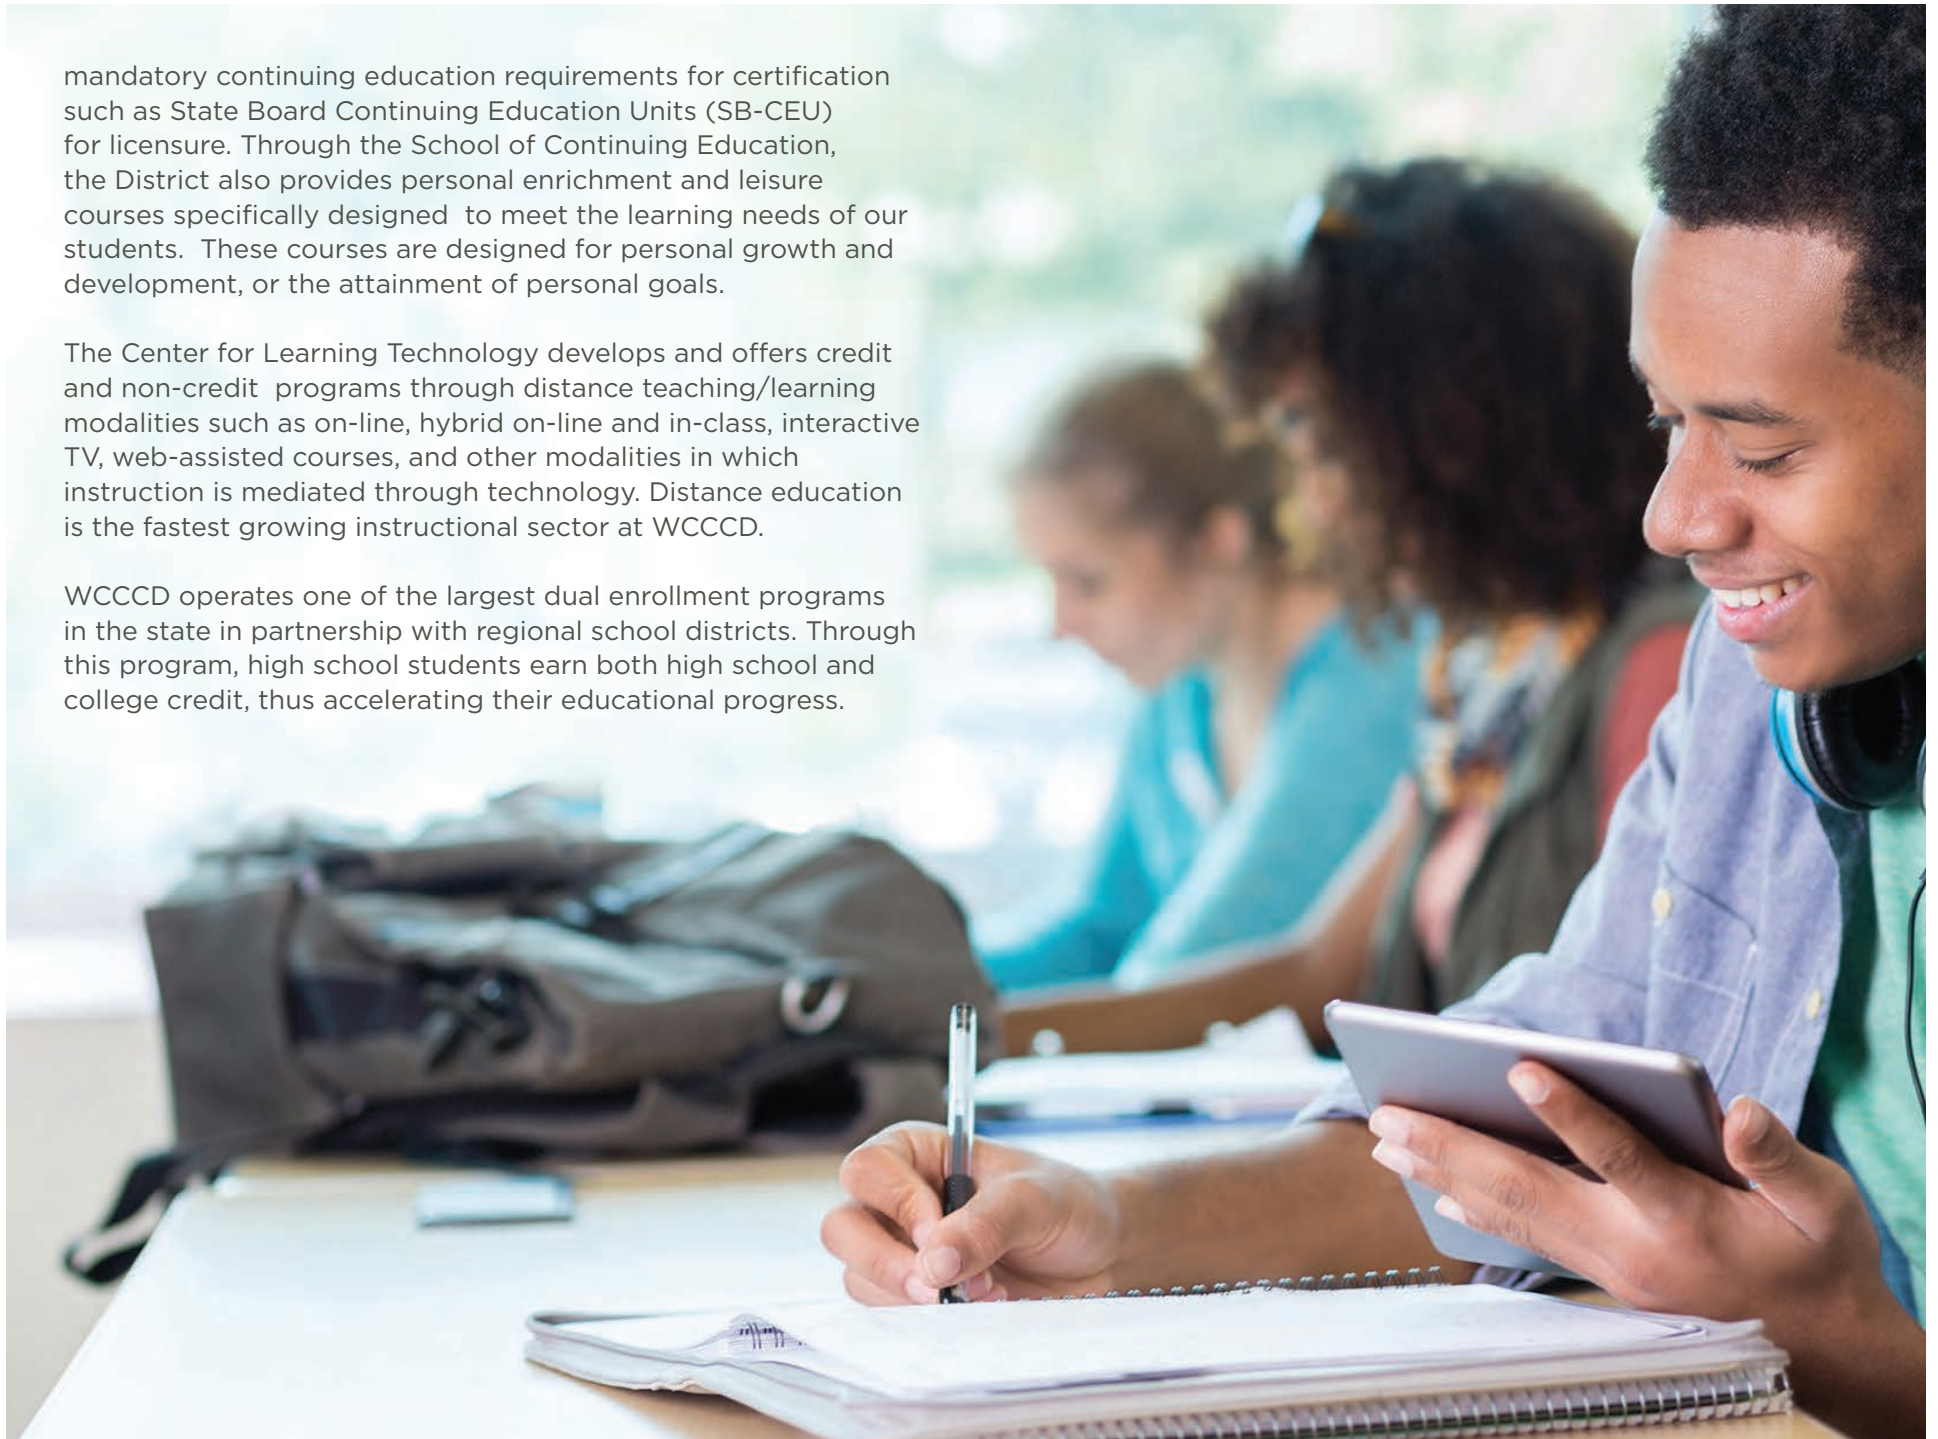 mandatory continuing education requirements for certification
such as State Board Continuing Education Units (SB-CEU)
for licensure. Through the School of Continuing Education,
the District also provides personal enrichment and leisure
courses specifically designed  to meet the learning needs of our
students.  These courses are designed for personal growth and
development, or the attainment of personal goals.
The Center for Learning Technology develops and offers credit
and non-credit  programs through distance teaching/learning
modalities such as on-line, hybrid on-line and in-class, interactive
TV, web-assisted courses, and other modalities in which
instruction is mediated through technology. Distance education
is the fastest growing instructional sector at WCCCD.
WCCCD operates one of the largest dual enrollment programs
in the state in partnership with regional school districts. Through
this program, high school students earn both high school and
college credit, thus accelerating their educational progress.